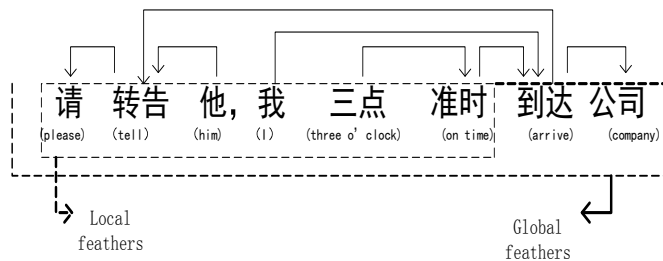 请 转告 他，我 三点 准时 到达 公司
(please) (tell) (him) (I) (three o' clock) (on time) (arrive) (company)
Local
feathers
Global
feathers